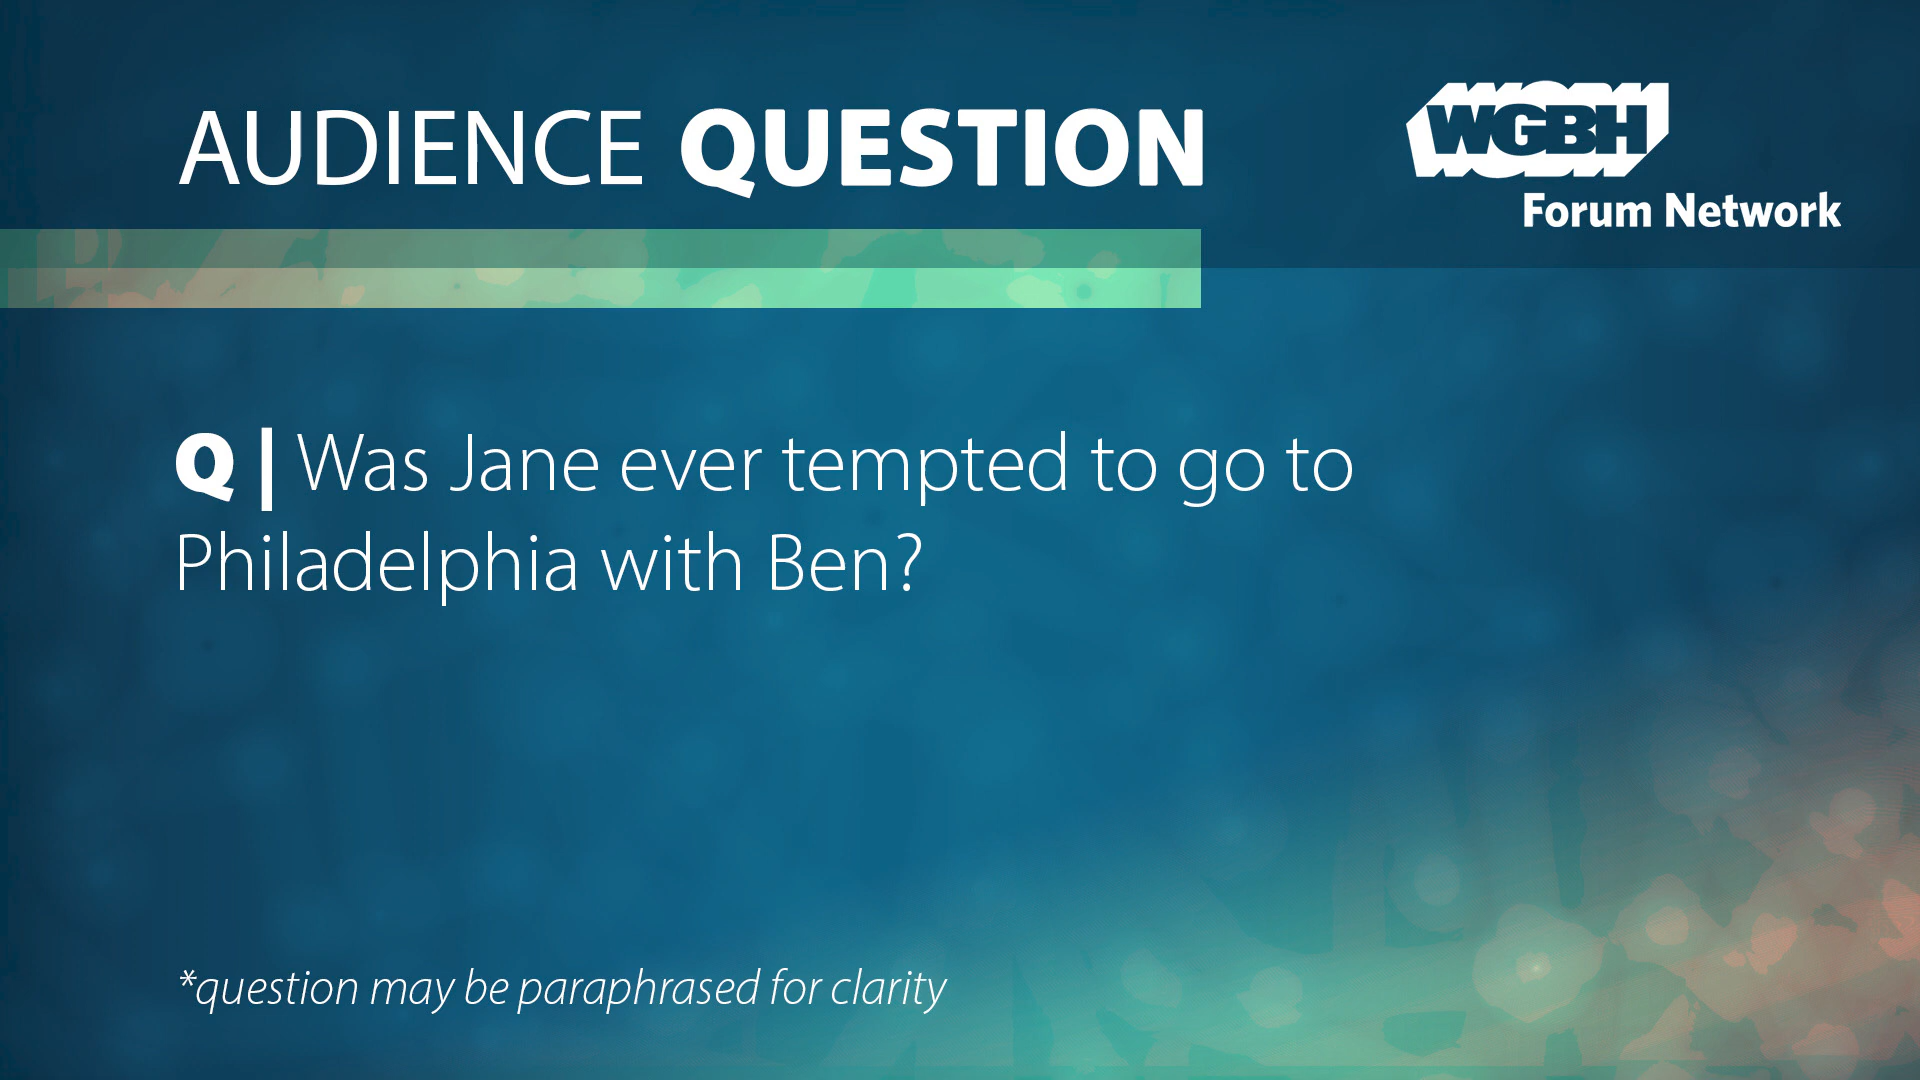 AUDIENCE QUESTION
WGBH
Forum Network
Q | Was Jane ever tempted to go to
Philadelphia with Ben?
*question may be paraphrased for clarity